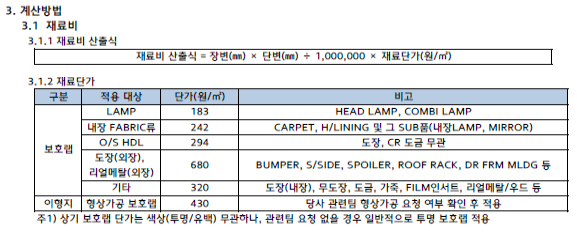 3. 계산방법
3.1 재료비
3.1.1 재료비 산출식
재료비 산출식 = 장변(㎜) × 단변(㎜) ÷ 1,000,000 × 재료단가(원/㎡)
3.1.2 재료단가
구분 적용 대상 단가(원/㎡) 비고
보호랩 LAMP 183 HEAD LAMP, COMBI LAMP
내장 FABRIC류 242 CARPET, H/LINING 및 그 SUB품(내장LAMP, MIRROR)
O/S HDL 294 도장, CR 도금 무관
도장(외장), 리얼메탈(외장) 680 BUMPER, S/SIDE, SPOILER, ROOF RACK, DR FRM MLDG 등
기타 320 도장(내장), 무도장, 도금, 가죽, FILM인서트, 리얼메탈/우드 등
이형지 형상가공 보호랩 430 당사 관련팀 형상가공 요청 여부 확인 후 적용
주1) 상기 보호랩 단가는 색상(투명/유백) 무관하나, 관련팀 요청 없을 경우 일반적으로 투명 보호랩 적용